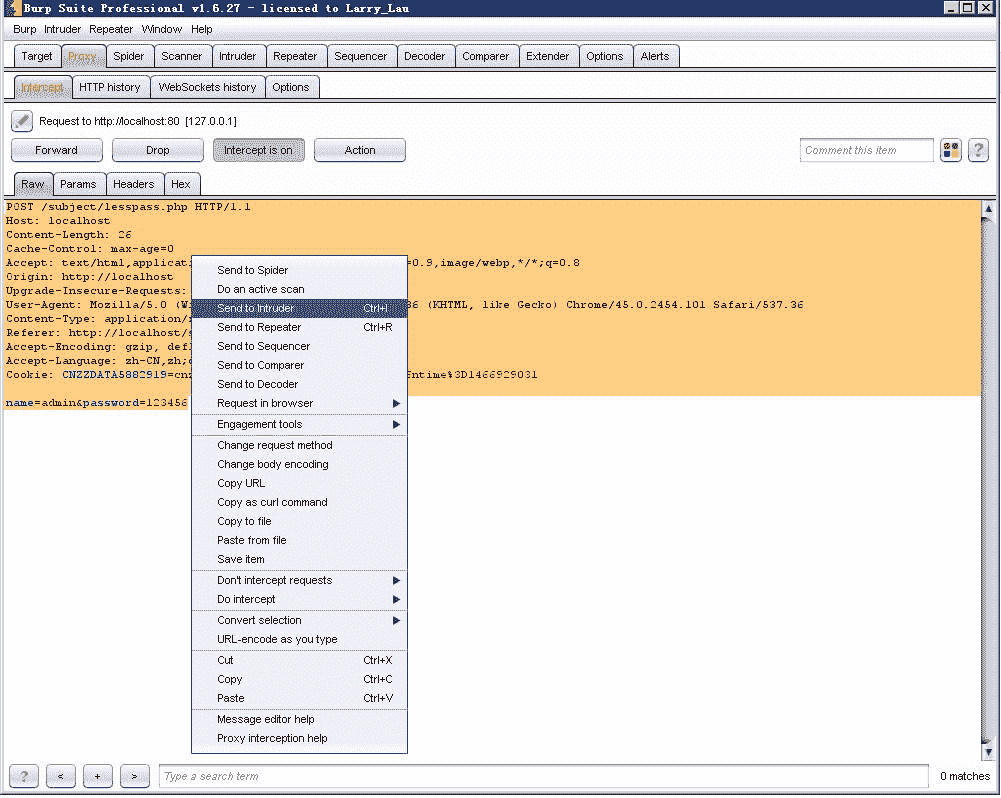 Burp Suite Professional v1.6.27 - licensed to Larry_Lau
Burp Intruder Repeater Window Help
Target Proxy Spider Scanner Intruder Repeater Sequencer Decoder Comparer Extender Options Alerts
Intercept HTTP history WebSockets history Options
Request to http://localhost:80 [127.0.0.1]
Forward Drop Intercept is on Action Comment this item ?
Raw Params Headers Hex
POST /subject/lesspass.php HTTP/1.1
Host: localhost
Content-Length: 26
Cache-Control: max-age=0
Accept: text/html,applicatio =0.9,image/webp,*/*;q=0.8
Origin: http://localhost
Upgrade-Insecure-Requests:
User-Agent: Mozilla/5.0 (W 36 (KHTML, like Gecko) Chrome/45.0.2454.101 Safari/537.36
Content-Type: application/
Referer: http://localhost/s
Accept-Encoding: gzip, def
Accept-Language: zh-CN,zh;
Cookie: CNZZDATA5882919=cnz ntime%3D1466929031
name=admin&password=123456
Send to Spider
Do an active scan
Send to Intruder Ctrl+I
Send to Repeater Ctrl+R
Send to Sequencer
Send to Comparer
Send to Decoder
Request in browser
Engagement tools
Change request method
Change body encoding
Copy URL
Copy as curl command
Copy to file
Paste from file
Save item
Don't intercept requests
Do intercept
Convert selection
URL-encode as you type
Cut Ctrl+X
Copy Ctrl+C
Paste Ctrl+V
Message editor help
Proxy interception help
? < + > Type a search term 0 matches